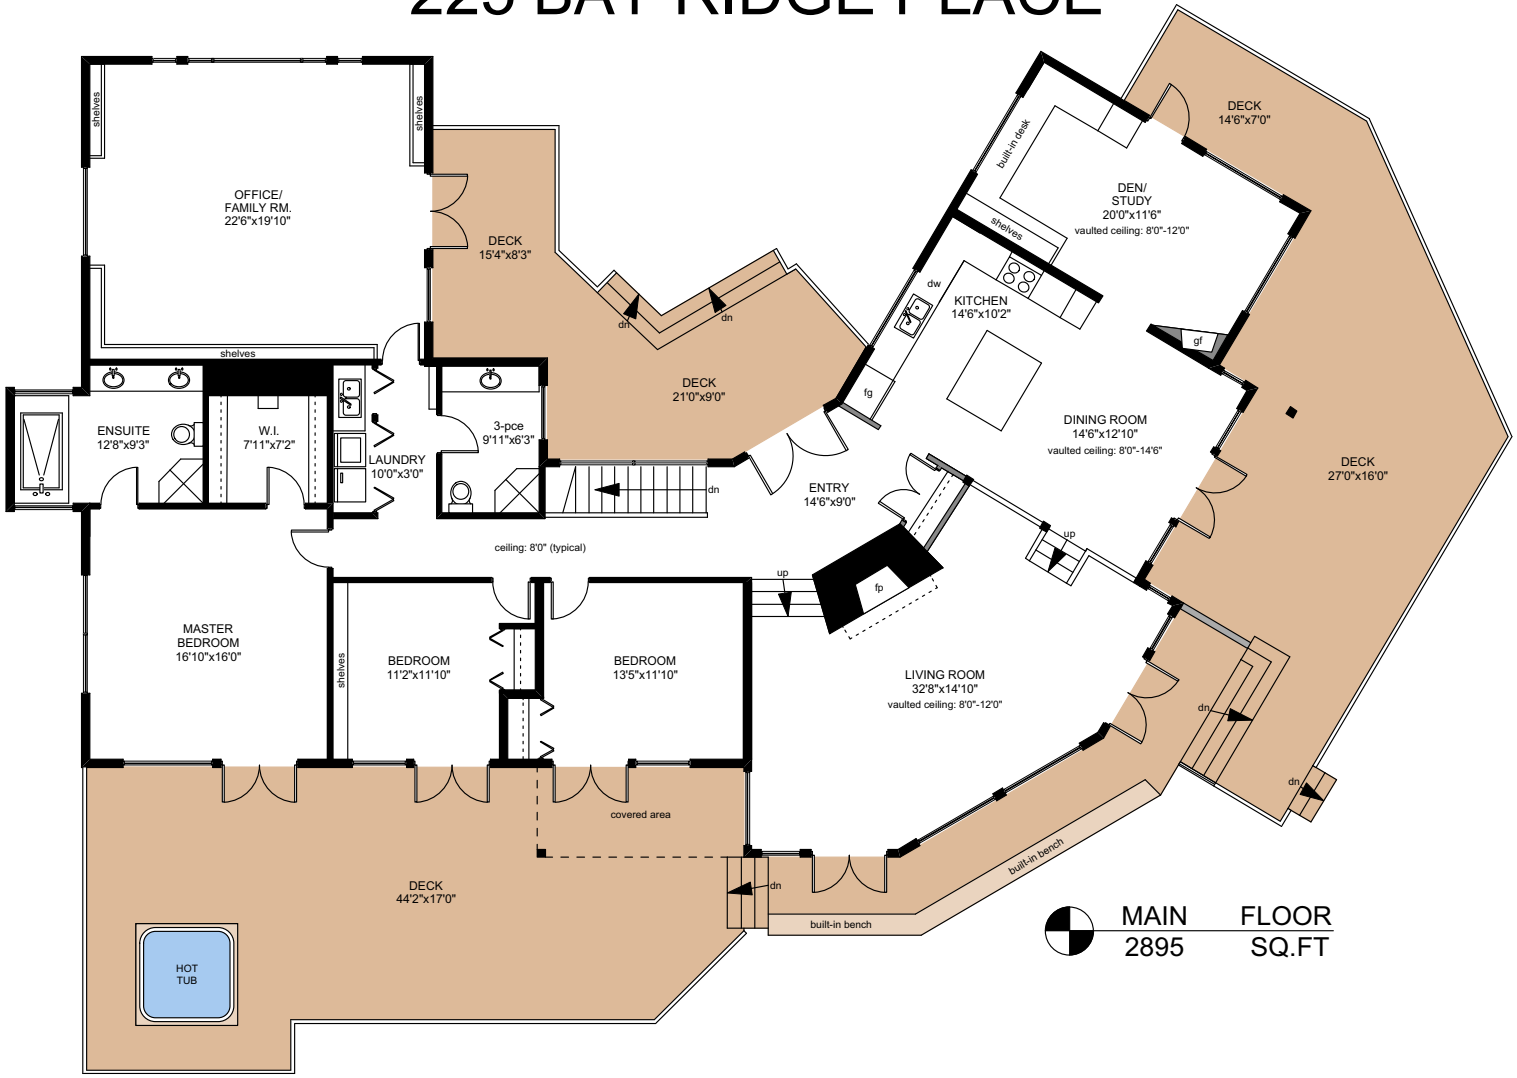 225 BAY RIDGE PLACE
DECK
14'6"x7'0"
shelves
shelves
built-in desk
OFFICE/
FAMILY RM.
22'6"x19'10"
DEN/
STUDY
20'0"x11'6"
vaulted ceiling: 8'0"-12'0"
shelves
DECK
15'4"x8'3"
dw
KITCHEN
14'6"x10'2"
dn
dn
gf
shelves
DECK
21'0"x9'0"
fg
ENSUITE
12'8"x9'3"
W.I.
7'11"x7'2"
3-pce
9'11"x6'3"
DINING ROOM
14'6"x12'10"
vaulted ceiling: 8'0"-14'6"
LAUNDRY
10'0"x3'0"
DECK
27'0"x16'0"
dn
ENTRY
14'6"x9'0"
up
ceiling: 8'0" (typical)
up
fp
MASTER
BEDROOM
16'10"x16'0"
shelves
BEDROOM
11'2"x11'10"
BEDROOM
13'5"x11'10"
LIVING ROOM
32'8"x14'10"
vaulted ceiling: 8'0"-12'0"
dn
dn
covered area
built-in bench
DECK
44'2"x17'0"
dn
built-in bench
HOT
TUB
MAIN FLOOR
2895 SQ.FT